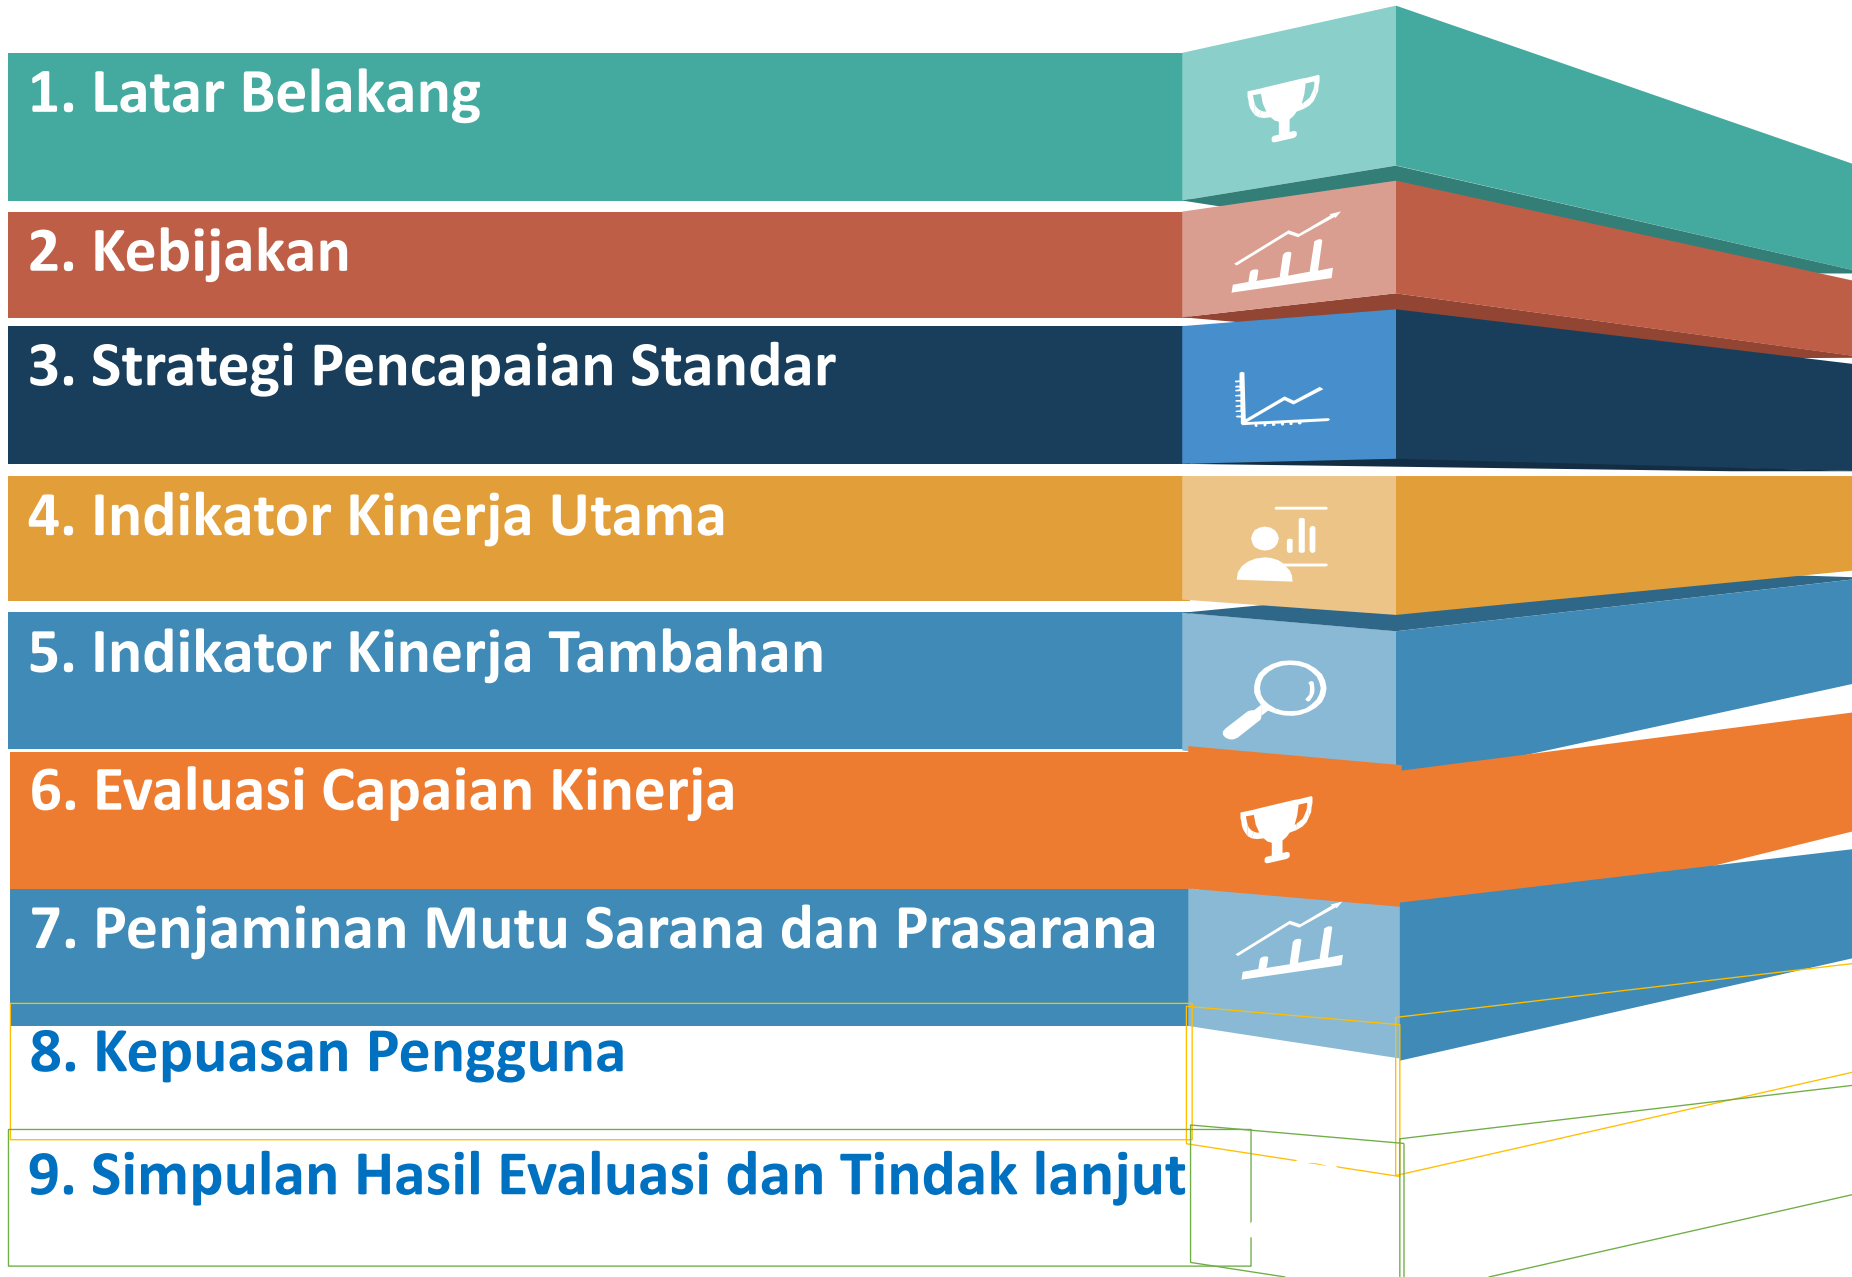 1. Latar Belakang
2. Kebijakan
3. Strategi Pencapaian Standar
4. Indikator Kinerja Utama
5. Indikator Kinerja Tambahan
6. Evaluasi Capaian Kinerja
7. Penjaminan Mutu Sarana dan Prasarana
8. Kepuasan Pengguna
9. Simpulan Hasil Evaluasi dan Tindak lanjut